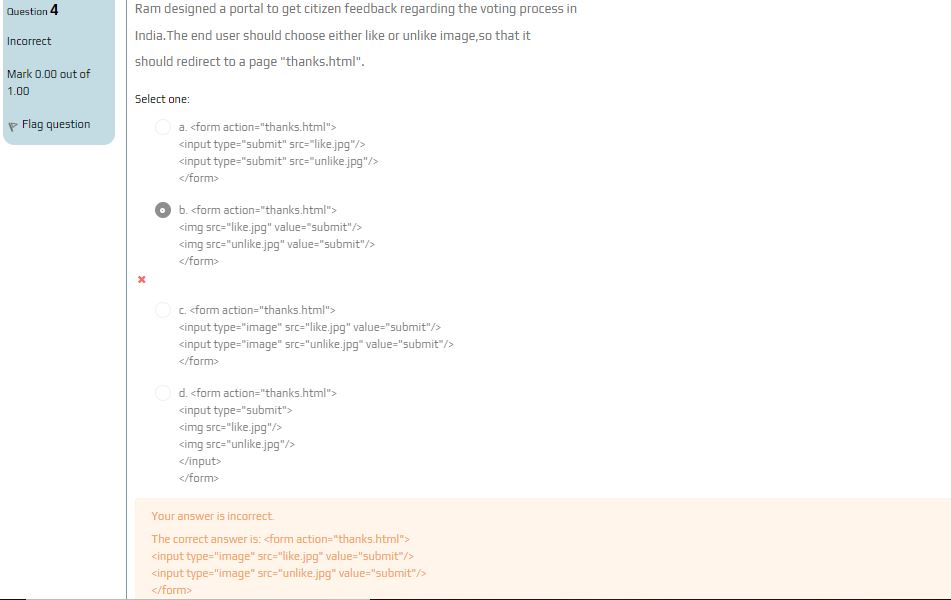 Question 4
Incorrect
Mark 0.00 out of
1.00
Flag question
Ram designed a portal to get citizen feedback regarding the voting process in
India.The end user should choose either like or unlike image,so that it
should redirect to a page "thanks.html".
Select one:
a. <form action="thanks.html">
<input type="submit" src="like.jpg"/>
<input type="submit" src="unlike.jpg"/>
</form>
b. <form action="thanks.html">
<img src="like.jpg" value="submit"/>
<img src="unlike.jpg" value="submit"/>
</form>
c. <form action="thanks.html">
<input type="image" src="like.jpg" value="submit"/>
<input type="image" src="unlike.jpg" value="submit"/>
</form>
d. <form action="thanks.html">
<input type="submit">
<img src="like.jpg"/>
<img src="unlike.jpg"/>
</input>
</form>
Your answer is incorrect.
The correct answer is: <form action="thanks.html">
<input type="image" src="like.jpg" value="submit"/>
<input type="image" src="unlike.jpg" value="submit"/>
</form>